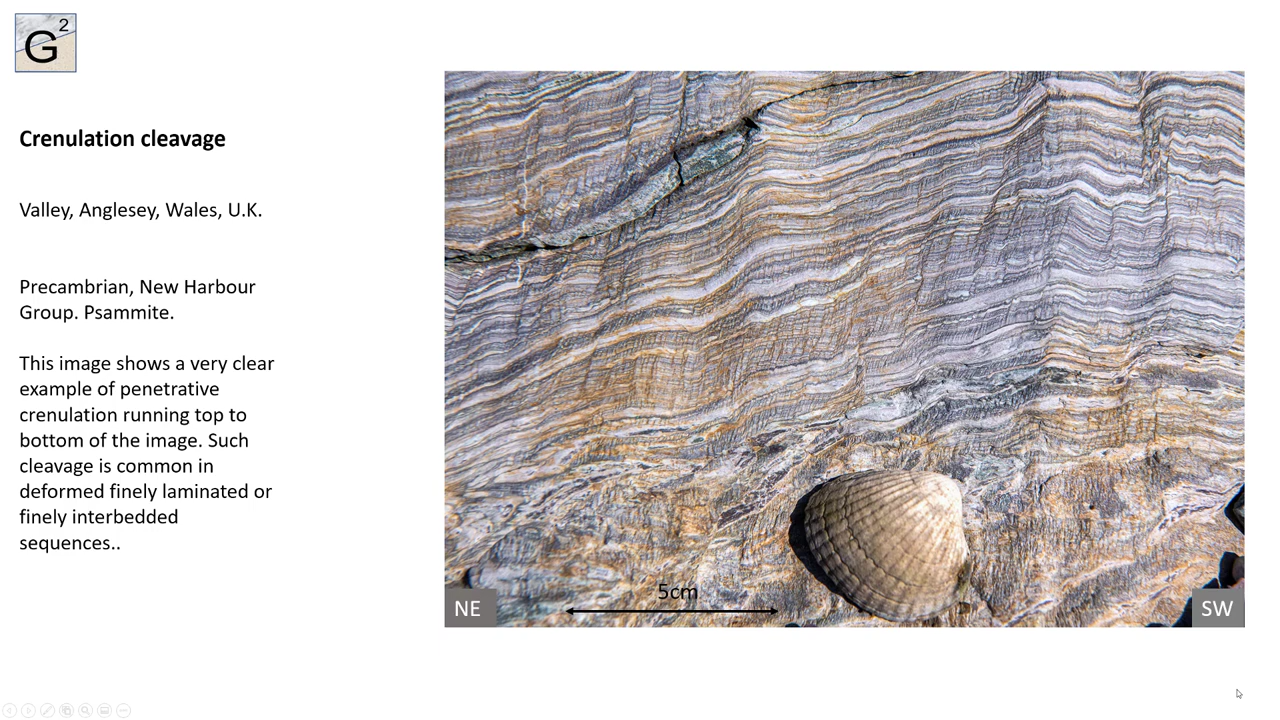 G²
Crenulation cleavage
Valley, Anglesey, Wales, U.K.
Precambrian, New Harbour
Group. Psammite.
This image shows a very clear
example of penetrative
crenulation running top to
bottom of the image. Such
cleavage is common in
deformed finely laminated or
finely interbedded
sequences..
5cm
NE
SW